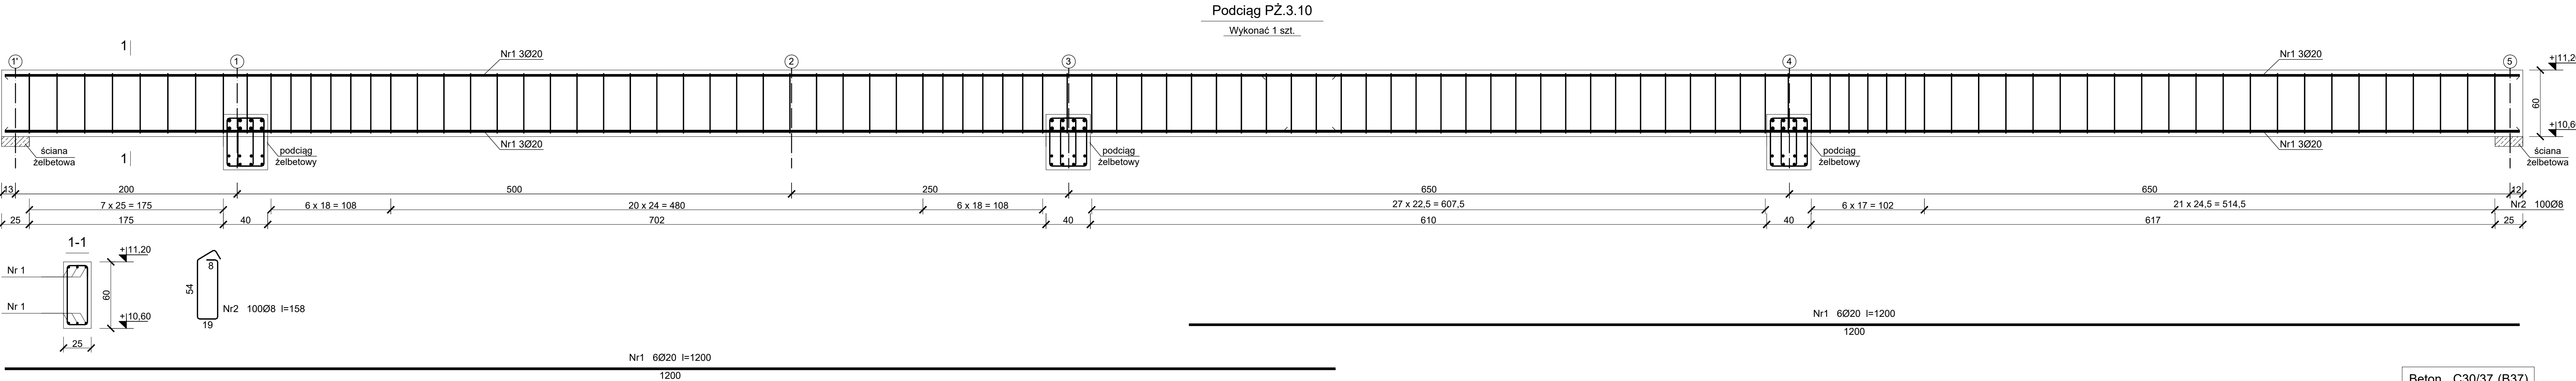 Podciąg PŻ.3.10
Wykonać 1 szt.
1
1' 1 2 3 4 5
Nr1 3Ø20
Nr1 3Ø20
+11,20
60
+10,60
Nr1 3Ø20
Nr1 3Ø20
ściana
żelbetowa
1
podciąg
żelbetowy
podciąg
żelbetowy
podciąg
żelbetowy
ściana
żelbetowa
13 200 500 250 650 650 12
7 x 25 = 175 6 x 18 = 108 20 x 24 = 480 6 x 18 = 108 27 x 22,5 = 607,5 6 x 17 = 102 21 x 24,5 = 514,5 Nr2 100Ø8
25 175 40 702 40 610 40 617 25
1-1
+11,20
Nr 1
Nr 1
60
+10,60
25
8
54
19
Nr2 100Ø8 l=158
Nr1 6Ø20 l=1200
1200
Nr1 6Ø20 l=1200
1200
Beton C30/37 (B37)